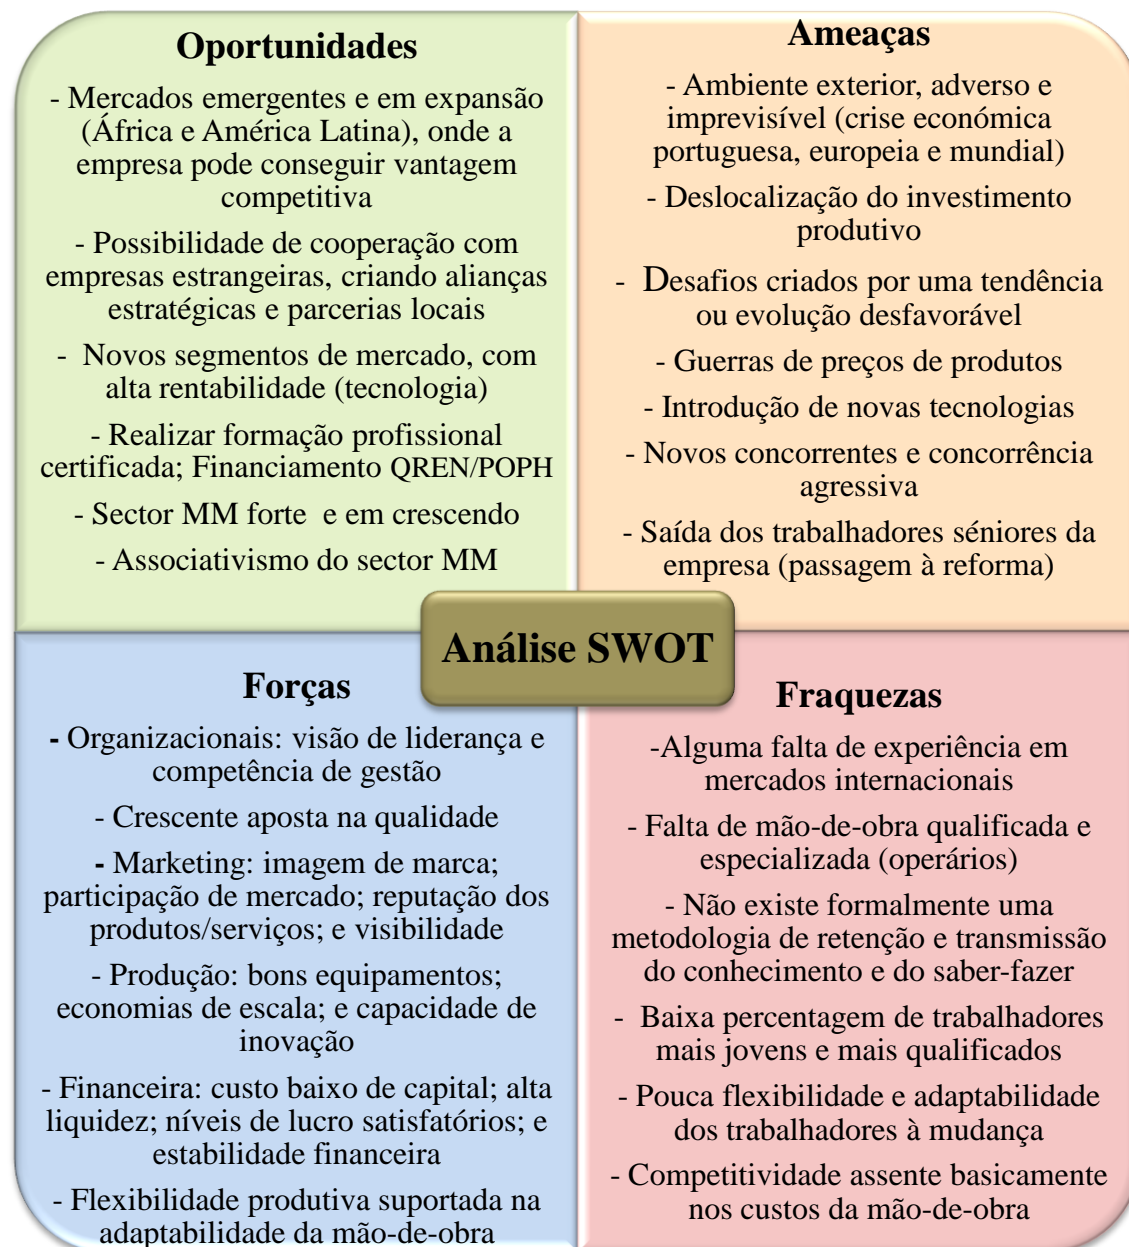 Oportunidades
- Mercados emergentes e em expansão
(África e América Latina), onde a
empresa pode conseguir vantagem
competitiva
- Possibilidade de cooperação com
empresas estrangeiras, criando alianças
estratégicas e parcerias locais
- Novos segmentos de mercado, com
alta rentabilidade (tecnologia)
- Realizar formação profissional
certificada; Financiamento QREN/POPH
- Sector MM forte e em crescendo
- Associativismo do sector MM
Ameaças
- Ambiente exterior, adverso e
imprevisível (crise económica
portuguesa, europeia e mundial)
- Deslocalização do investimento
produtivo
- Desafios criados por uma tendência
ou evolução desfavorável
- Guerras de preços de produtos
- Introdução de novas tecnologias
- Novos concorrentes e concorrência
agressiva
- Saída dos trabalhadores séniores da
empresa (passagem à reforma)
Análise SWOT
Forças
- Organizacionais: visão de liderança e
competência de gestão
- Crescente aposta na qualidade
- Marketing: imagem de marca;
participação de mercado; reputação dos
produtos/serviços; e visibilidade
- Produção: bons equipamentos;
economias de escala; e capacidade de
inovação
- Financeira: custo baixo de capital; alta
liquidez; níveis de lucro satisfatórios; e
estabilidade financeira
- Flexibilidade produtiva suportada na
adaptabilidade da mão-de-obra
Fraquezas
-Alguma falta de experiência em
mercados internacionais
- Falta de mão-de-obra qualificada e
especializada (operários)
- Não existe formalmente uma
metodologia de retenção e transmissão
do conhecimento e do saber-fazer
- Baixa percentagem de trabalhadores
mais jovens e mais qualificados
- Pouca flexibilidade e adaptabilidade
dos trabalhadores à mudança
- Competitividade assente basicamente
nos custos da mão-de-obra